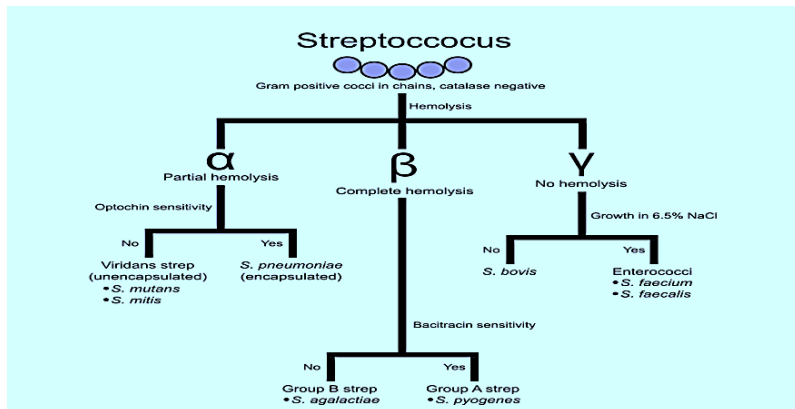 Streptoccocus
Gram positive cocci in chains, catalase negative
Hemolysis
α
Partial hemolysis
β
Complete hemolysis
γ
No hemolysis
Optochin sensitivity
No
Yes
Viridans strep
(unencapsulated)
•S. mutans
•S. mitis
S. pneumoniae
(encapsulated)
Growth in 6.5% NaCl
No
Yes
S. bovis
Enterococci
•S. faecium
•S. faecalis
Bacitracin sensitivity
No
Yes
Group B strep
•S. agalactiae
Group A strep
•S. pyogenes